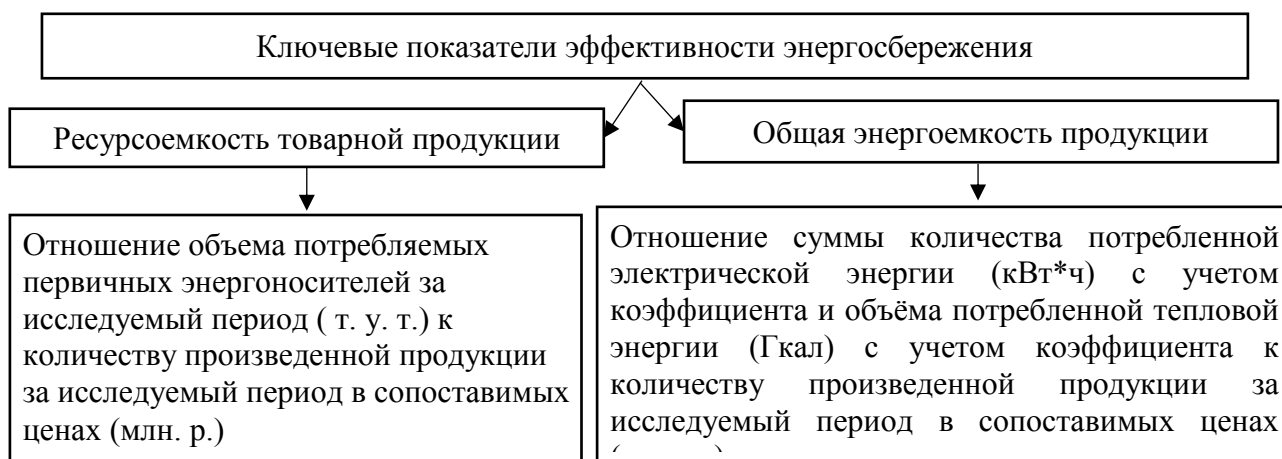 Ключевые показатели эффективности энергосбережения
Ресурсоемкость товарной продукции
Общая энергоемкость продукции
Отношение объема потребляемых
первичных энергоносителей за
исследуемый период ( т. у. т.) к
количеству произведенной продукции
за исследуемый период в сопоставимых
ценах (млн. р.)
Отношение суммы количества потребленной
электрической энергии (кВт*ч) с учетом
коэффициента и объёма потребленной тепловой
энергии (Гкал) с учетом коэффициента к
количеству произведенной продукции за
исследуемый период в сопоставимых ценах